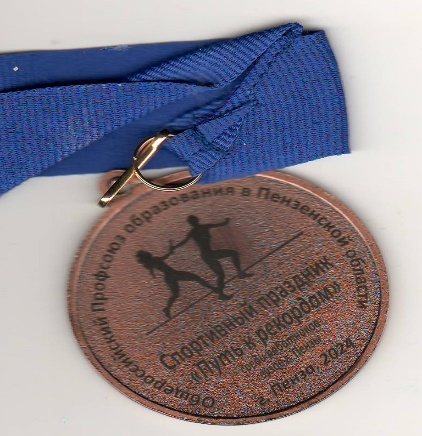 Общероссийский Профсоюз образования в Пензенской области
Спортивный праздник
«Путь к рекордам»
г. Пенза, 2024